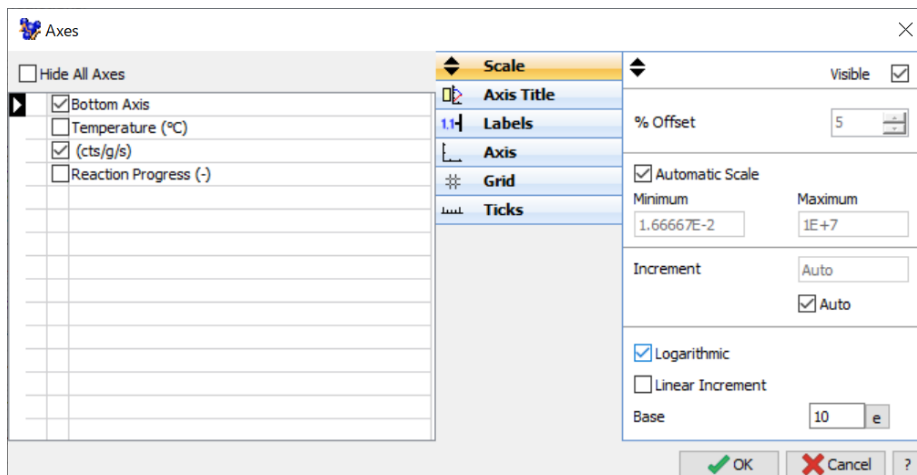 Axes
Hide All Axes
Bottom Axis
Temperature (ºC)
(cts/g/s)
Reaction Progress (-)
Scale
Axis Title
1.1 Labels
Axis
Grid
Ticks
Visible
% Offset 5
Automatic Scale
Minimum Maximum
1.66667E-2 1E+7
Increment Auto
Auto
Logarithmic
Linear Increment
Base 10 e
OK Cancel ?